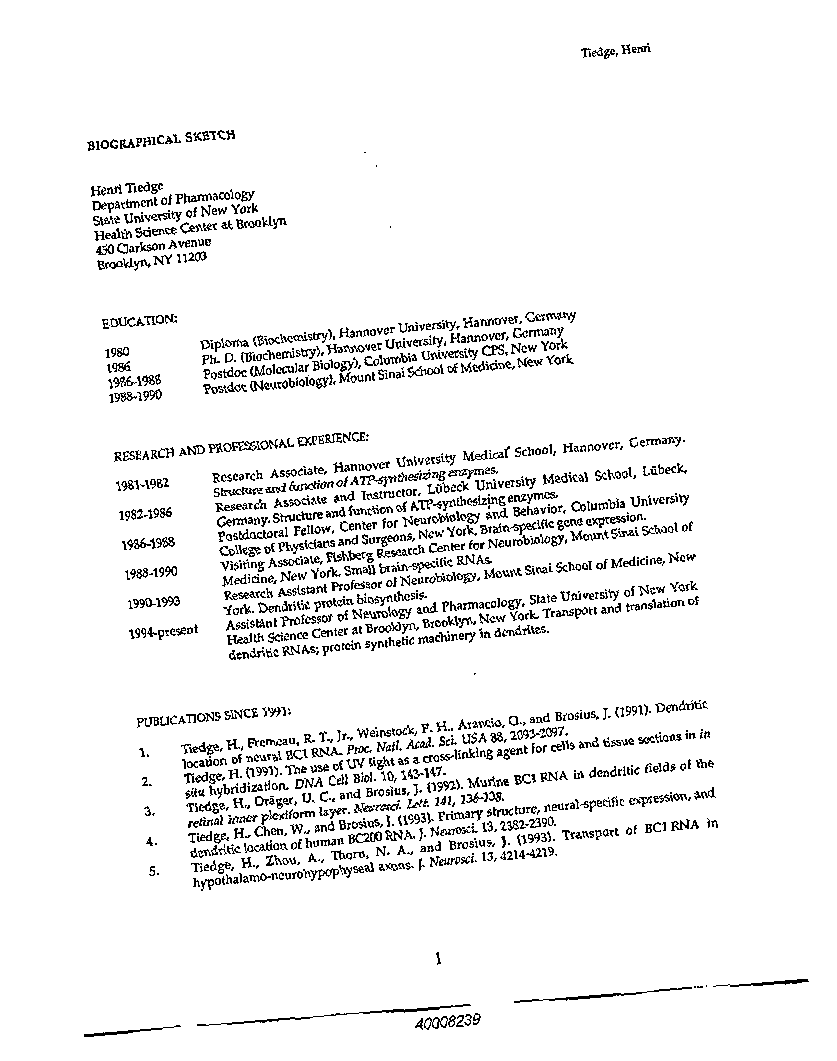 Tiedge, Henri
BIOGRAPHICAL SKETCH
Henri Tiedge
Department of Pharmacology
State University of New York
Health Science Center at Brooklyn
450 Clarkson Avenue
Brooklyn, NY 11203
EDUCATION:
1980 Diploma (Biochemistry), Hannover University, Hannover, Germany
1986 Ph. D. (Biochemistry), Hannover University, Hannover, Germany
1986-1988 Postdoc (Molecular Biology), Columbia University CPS, New York
1988-1990 Postdoc (Neurobiology), Mount Sinai School of Medicine, New York
RESEARCH AND PROFESSIONAL EXPERIENCE:
1981-1982 Research Associate, Hannover University Medical School, Hannover, Germany.
Structure and function of ATP-synthesizing enzymes.
1982-1986 Research Associate and Instructor, Lübeck University Medical School, Lübeck,
Germany. Structure and function of ATP-synthesizing enzymes.
1986-1988 Postdoctoral Fellow, Center for Neurobiology and Behavior, Columbia University
College of Physicians and Surgeons, New York. Brain-specific gene expression.
1988-1990 Visiting Associate, Fishberg Research Center for Neurobiology, Mount Sinai School of
Medicine, New York. Small brain-specific RNAs.
1990-1993 Research Assistant Professor of Neurobiology, Mount Sinai School of Medicine, New
York. Dendritic protein biosynthesis.
1994-present Assistant Professor of Neurology and Pharmacology, State University of New York
Health Science Center at Brooklyn, Brooklyn, New York. Transport and translation of
dendritic RNAs; protein synthetic machinery in dendrites.
PUBLICATIONS SINCE 1991:
1. Tiedge, H., Fremeau, R. T., Jr., Weinstock, P. H., Arancio, O., and Brosius, J. (1991). Dendritic
location of neural BC1 RNA. Proc. Natl. Acad. Sci. USA 88, 2093-2097.
2. Tiedge, H. (1991). The use of UV light as a cross-linking agent for cells and tissue sections in in
situ hybridization. DNA Cell Biol. 10, 143-147.
3. Tiedge, H., Dräger, U. C., and Brosius, J. (1992). Murine BC1 RNA in dendritic fields of the
retinal inner plexiform layer. Neurosci. Lett. 141, 136-138.
4. Tiedge, H., Chen, W., and Brosius, J. (1993). Primary structure, neural-specific expression, and
dendritic location of human BC200 RNA. J. Neurosci. 13, 2382-2390.
5. Tiedge, H., Zhou, A., Thorn, N. A., and Brosius, J. (1993). Transport of BC1 RNA in
hypothalamo-neurohypophyseal axons. J. Neurosci. 13, 4214-4219.
1
40008239